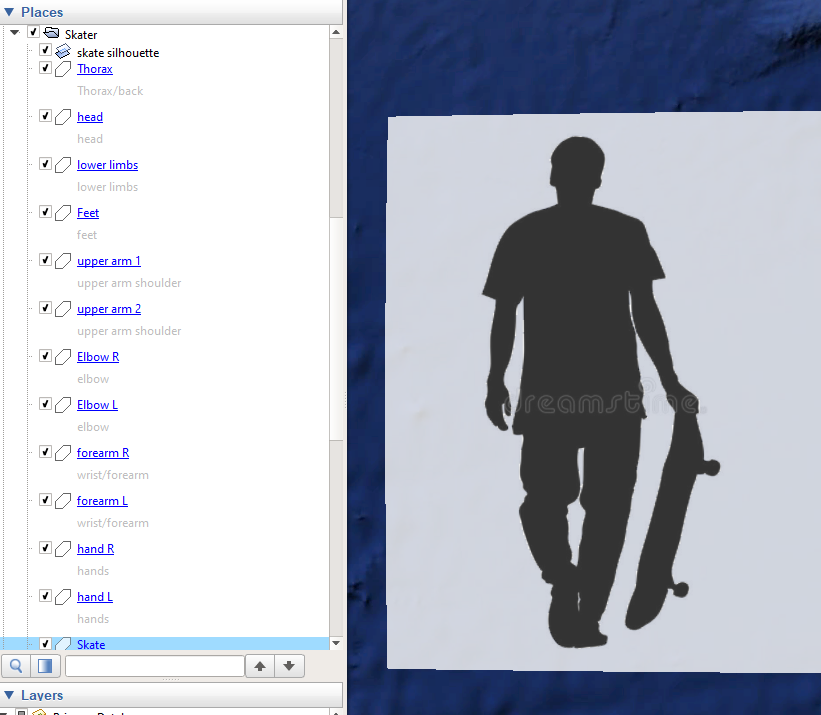 Places
Skater
skate silhouette
Thorax
Thorax/back
head
head
lower limbs
lower limbs
Feet
feet
upper arm 1
upper arm shoulder
upper arm 2
upper arm shoulder
Elbow R
elbow
Elbow L
elbow
forearm R
wrist/forearm
forearm L
wrist/forearm
hand R
hands
hand L
hands
Skate
Layers
dreamstime.